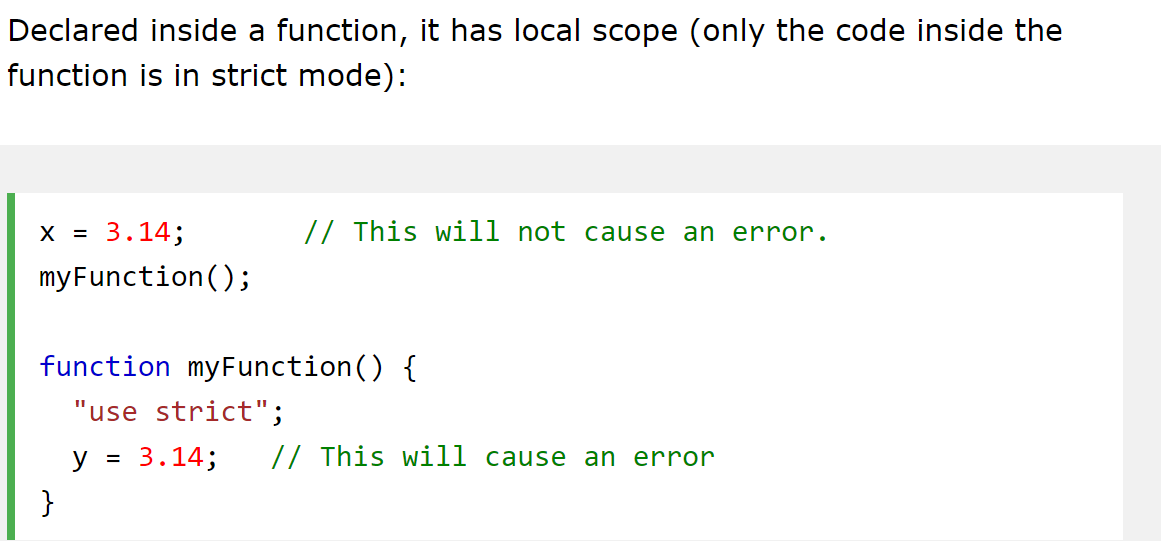 Declared inside a function, it has local scope (only the code inside the
function is in strict mode):
x = 3.14;       // This will not cause an error.
myFunction();
function myFunction() {
  "use strict";
  y = 3.14;   // This will cause an error
}